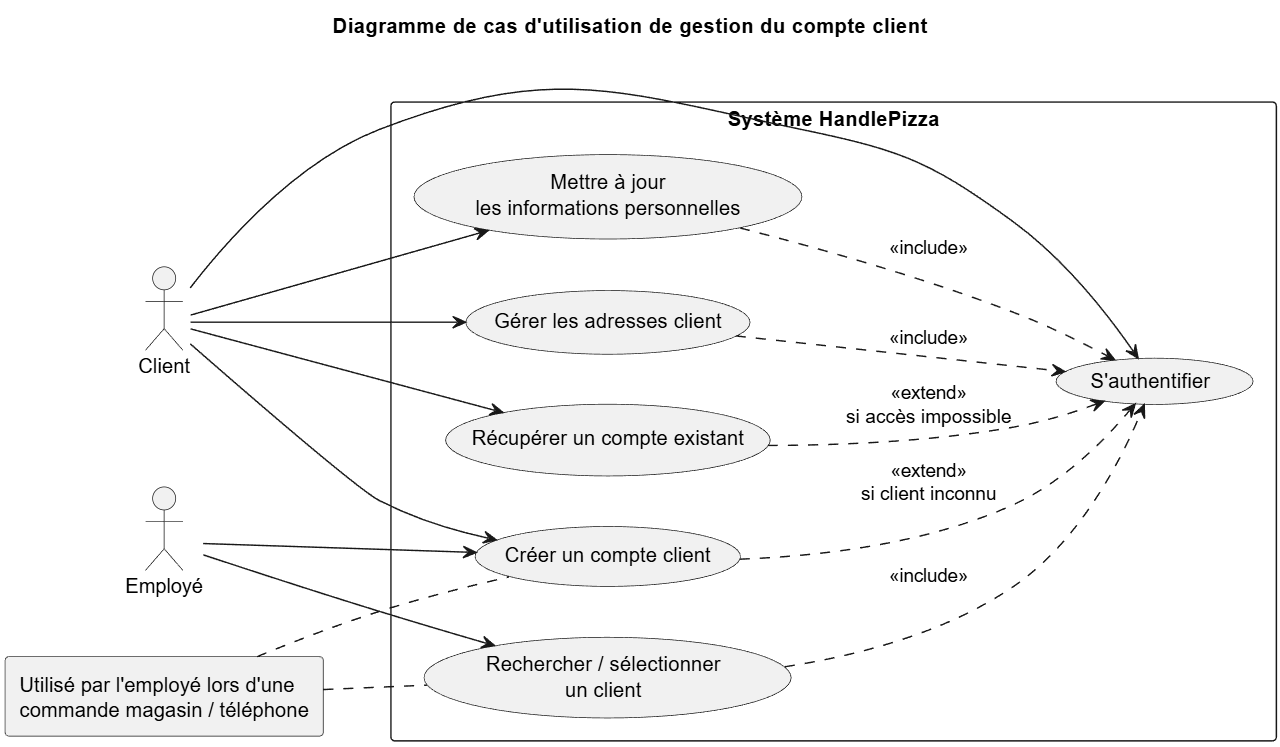 Diagramme de cas d'utilisation de gestion du compte client
Système HandlePizza
Mettre à jour
les informations personnelles
«include»
Gérer les adresses client
«include»
Client
S'authentifier
«extend»
si accès impossible
Récupérer un compte existant
«extend»
si client inconnu
Créer un compte client
Employé
«include»
Rechercher / sélectionner
un client
Utilisé par l'employé lors d'une
commande magasin / téléphone